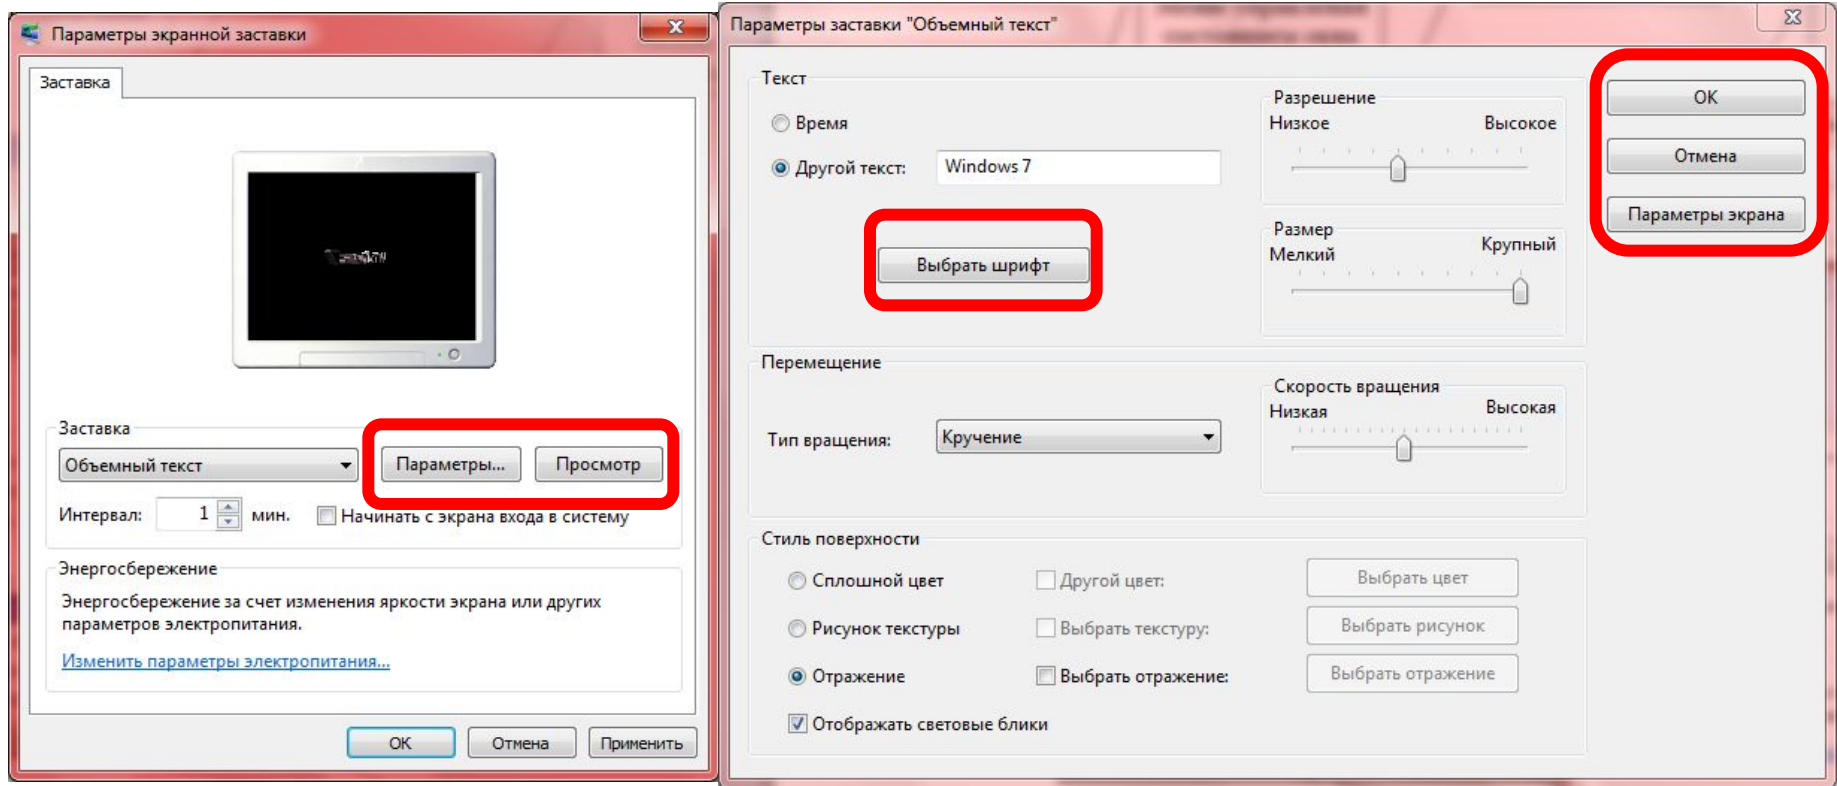 Параметры экранной заставки
Заставка
Заставка
Объемный текст
Параметры...
Просмотр
Интервал:
1
мин.
Начинать с экрана входа в систему
Энергосбережение
Энергосбережение за счет изменения яркости экрана или других
параметров электропитания.
Изменить параметры электропитания...
ОК
Отмена
Применить
Параметры заставки "Объемный текст"
Текст
Время
Другой текст:
Windows 7
Выбрать шрифт
Разрешение
Низкое
Высокое
Размер
Мелкий
Крупный
ОК
Отмена
Параметры экрана
Перемещение
Тип вращения:
Кручение
Скорость вращения
Низкая
Высокая
Стиль поверхности
Сплошной цвет
Другой цвет:
Выбрать цвет
Рисунок текстуры
Выбрать текстуру:
Выбрать рисунок
Отражение
Выбрать отражение:
Выбрать отражение
Отображать световые блики